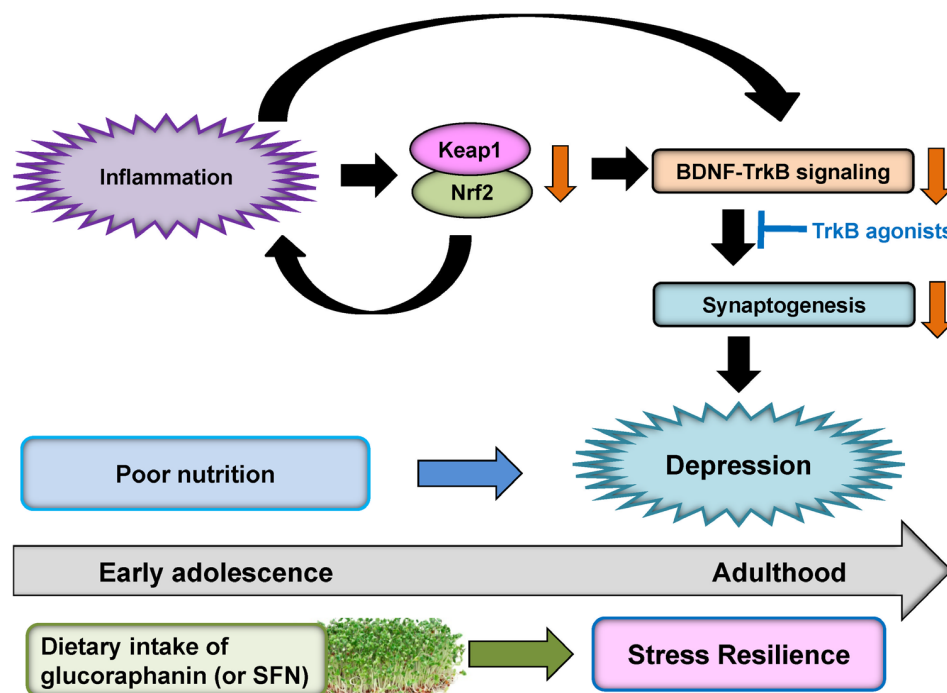 Keap1
Inflammation
Nrf2
BDNF-TrkB signaling
TrkB agonists
Synaptogenesis
Depression
Poor nutrition
Early adolescence
Adulthood
Dietary intake of
glucoraphanin (or SFN)
Stress Resilience